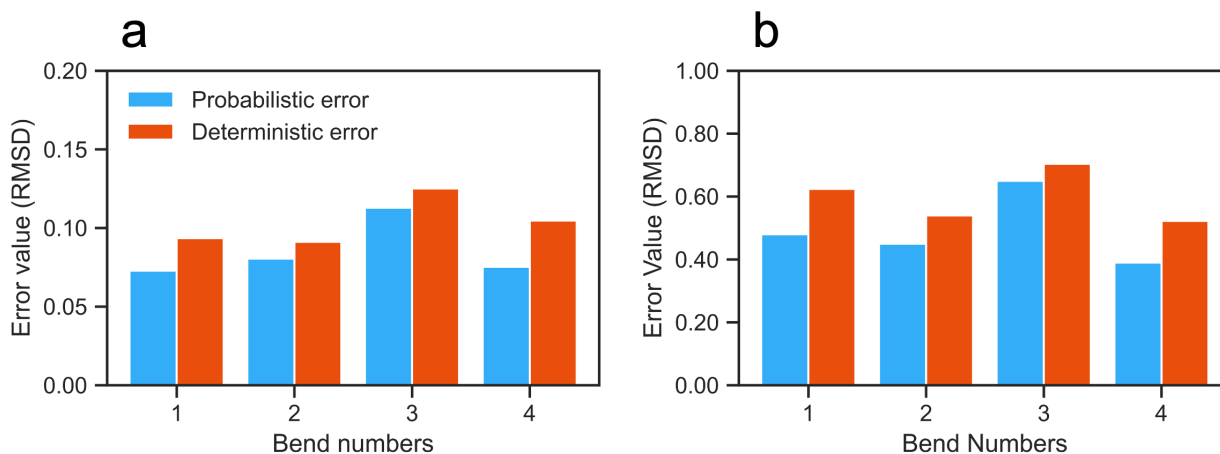 a
0.20
0.15
0.10
0.05
0.00
Error value (RMSD)
Probabilistic error
Deterministic error
1 2 3 4
Bend numbers
b
1.00
0.80
0.60
0.40
0.20
0.00
Error Value (RMSD)
1 2 3 4
Bend Numbers